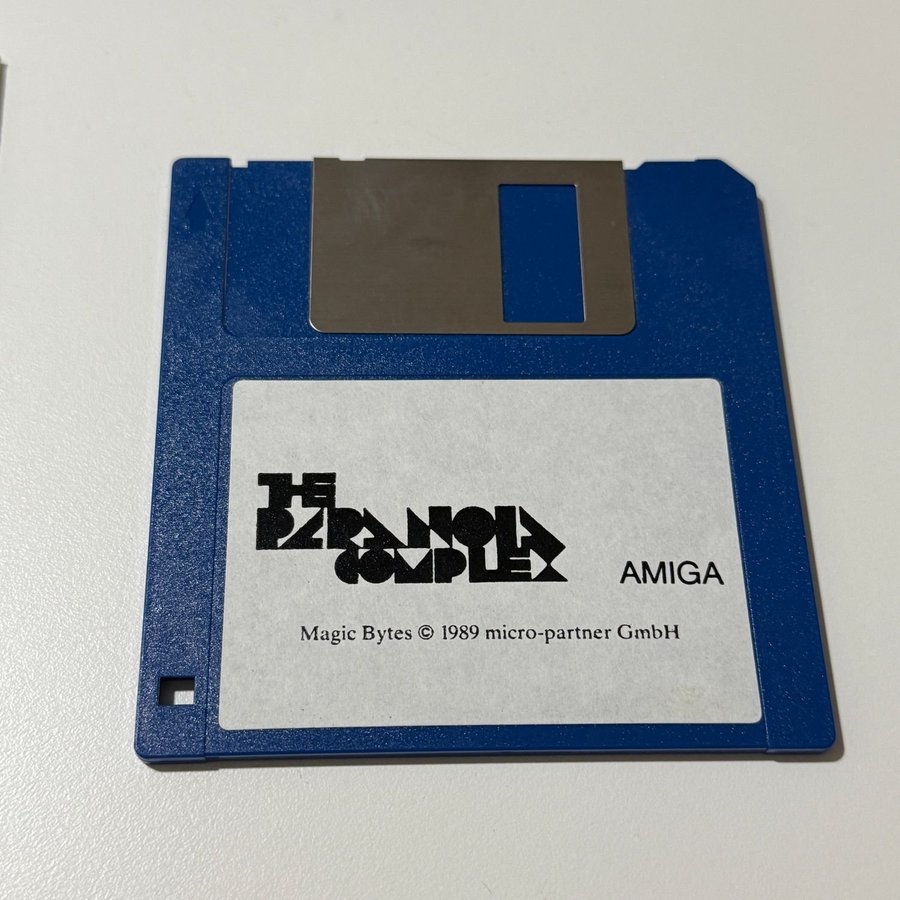 THE
PARANOIA
COMPLEX
AMIGA
Magic Bytes © 1989 micro-partner GmbH